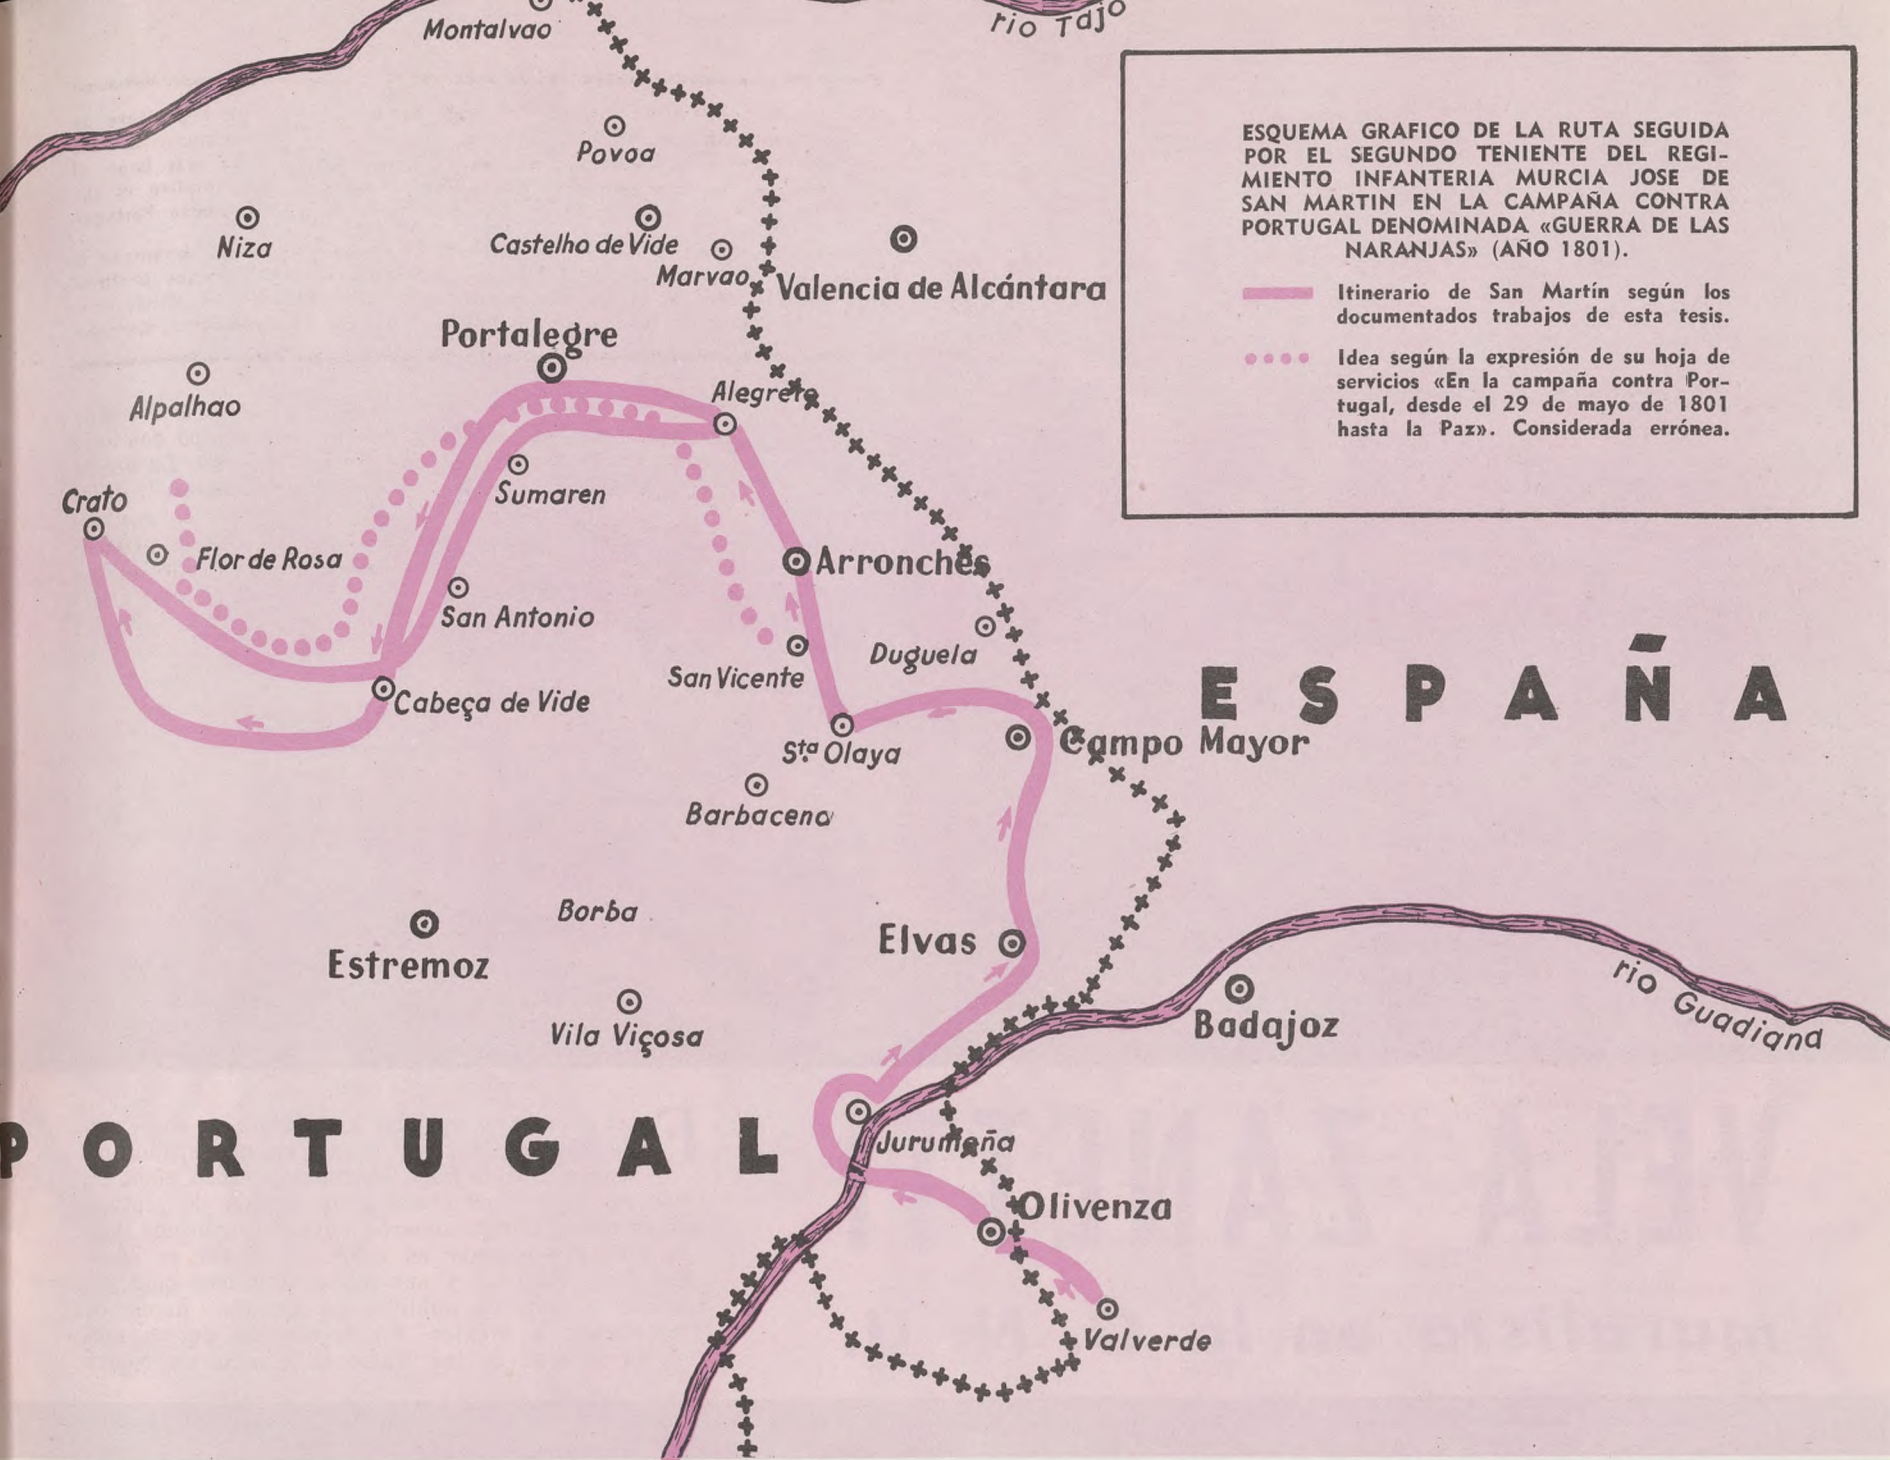 Montalvao
rio Tajo
ESQUEMA GRAFICO DE LA RUTA SEGUIDA
POR EL SEGUNDO TENIENTE DEL REGI-
MIENTO INFANTERIA MURCIA JOSE DE
SAN MARTIN EN LA CAMPAÑA CONTRA
PORTUGAL DENOMINADA «GUERRA DE LAS
NARANJAS» (AÑO 1801).
Itinerario de San Martín según los
documentados trabajos de esta tesis.
Idea según la expresión de su hoja de
servicios «En la campaña contra Por-
tugal, desde el 29 de mayo de 1801
hasta la Paz». Considerada errónea.
Povoa
Niza
Castelho de Vide
Marvao
Valencia de Alcántara
Portalegre
Alegrete
Alpalhao
Crato
Sumaren
Flor de Rosa
Arronches
San Antonio
Duguela
San Vicente
ESPAÑA
Cabeça de Vide
Sta Olaya
Campo Mayor
Barbacena
Borba
Elvas
Estremoz
rio Guadiana
Badajoz
Vila Viçosa
PORTUGAL
Jurumeña
Olivenza
Valverde